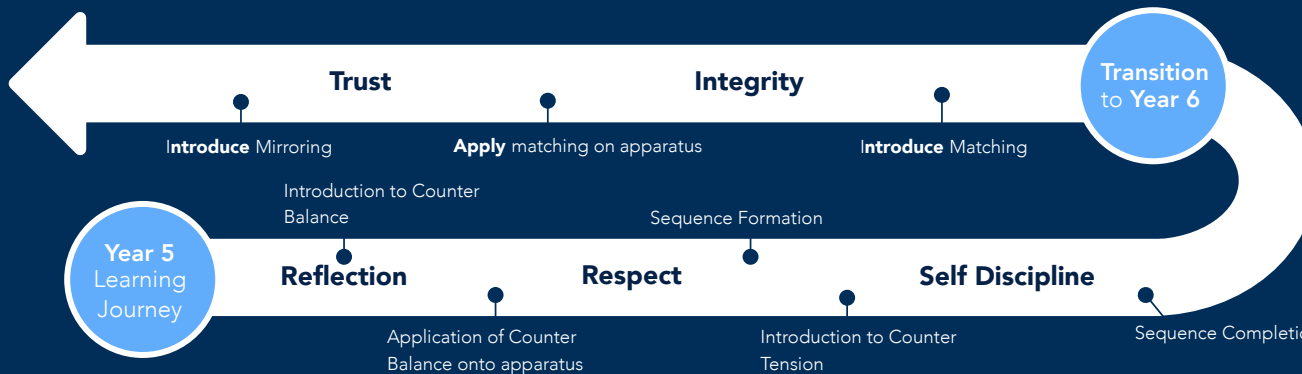 Trust
Integrity
Transition
to Year 6
Introduce Mirroring
Apply matching on apparatus
Introduce Matching
Introduction to Counter
Balance
Sequence Formation
Year 5
Learning
Journey
Reflection
Respect
Self Discipline
Application of Counter
Balance onto apparatus
Introduction to Counter
Tension
Sequence Completio